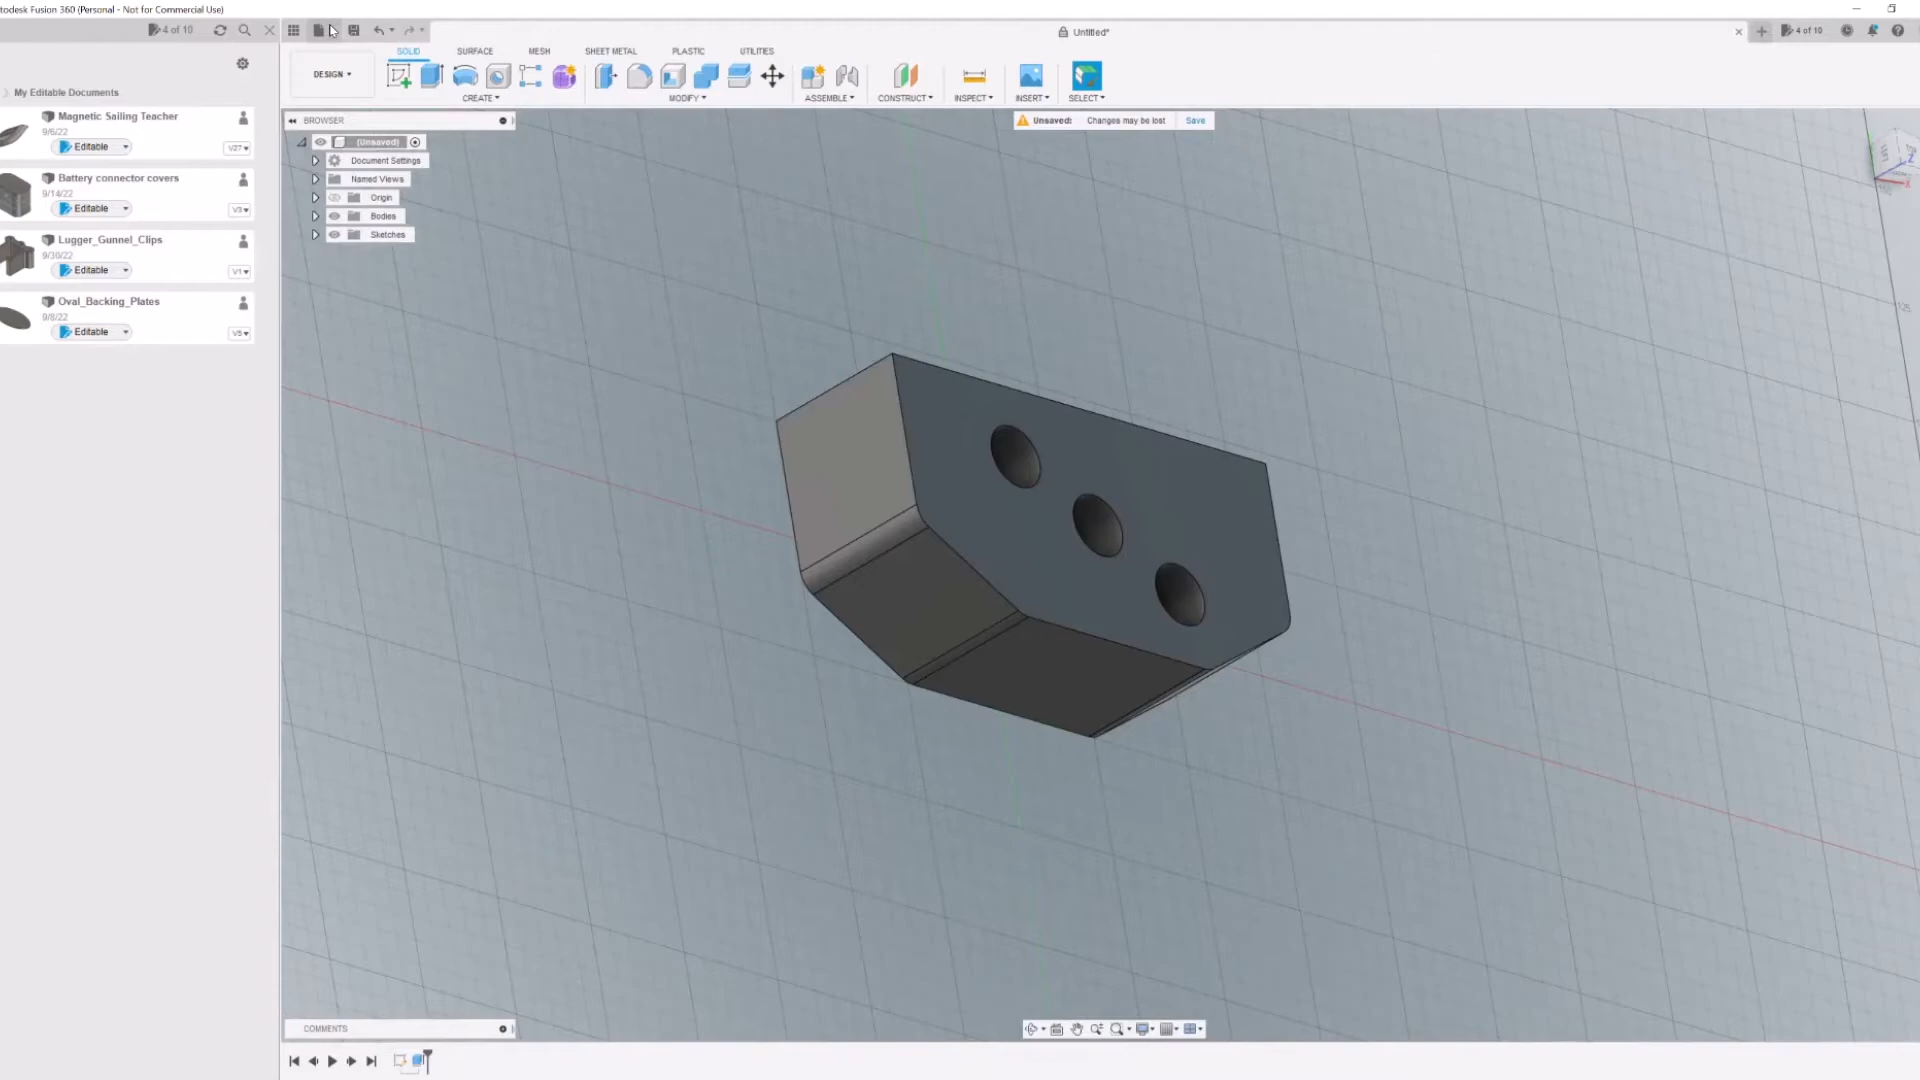 todesk Fusion 360 (Personal - Not for Commercial Use)
4 of 10
Untitled*
4 of 10
SOLID
SURFACE
MESH
SHEET METAL
PLASTIC
UTILITIES
DESIGN
CREATE
MODIFY
ASSEMBLE
CONSTRUCT
INSPECT
INSERT
SELECT
My Editable Documents
Magnetic Sailing Teacher
9/6/22
Editable
V27
Battery connector covers
9/14/22
Editable
V3
Lugger_Gunnel_Clips
9/30/22
Editable
V1
Oval_Backing_Plates
9/8/22
Editable
V5
BROWSER
(Unsaved)
Document Settings
Named Views
Origin
Bodies
Sketches
Unsaved: Changes may be lost Save
Z
X
COMMENTS